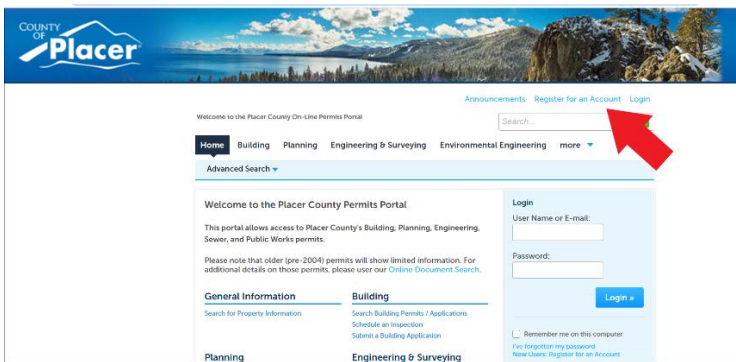 COUNTY
OF
Placer
Announcements Register for an Account Login
Welcome to the Placer County On-Line Permits Portal
Search...
Home Building Planning Engineering & Surveying Environmental Engineering more
Advanced Search
Welcome to the Placer County Permits Portal
This portal allows access to Placer County's Building, Planning, Engineering,
Sewer, and Public Works permits.
Please note that older (pre-2004) permits will show limited information. For
additional details on those permits, please user our Online Document Search.
General Information
Search for Property Information
Building
Search Building Permits / Applications
Schedule an Inspection
Submit a Building Application
Planning
Engineering & Surveying
Login
User Name or E-mail:
Password:
Login »
Remember me on this computer
I've forgotten my password
New Users: Register for an Account